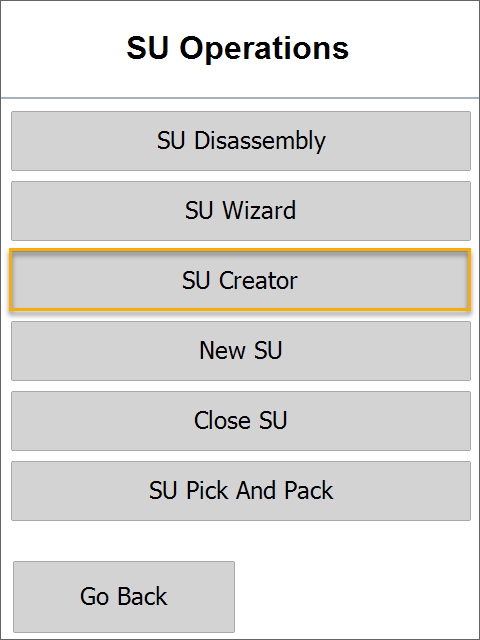 SU Operations
SU Disassembly
SU Wizard
SU Creator
New SU
Close SU
SU Pick And Pack
Go Back